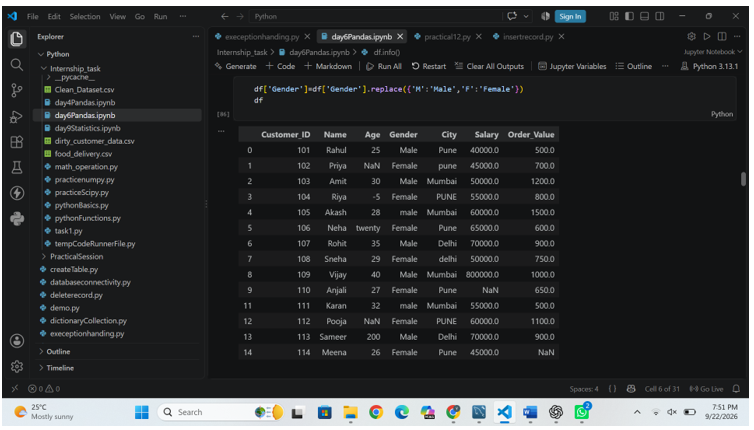 File Edit Selection View Go Run ... Python Sign In
Explorer ...
Python
Internship_task
__pycache__
Clean_Dataset.csv
day4Pandas.ipynb
day6Pandas.ipynb
day9Statistics.ipynb
dirty_customer_data.csv
food_delivery.csv
math_operation.py
practicenumpy.py
practiceScipy.py
pythonBasics.py
pythonFunctions.py
task1.py
tempCodeRunnerFile.py
PracticalSession
createTable.py
databaseconnectivity.py
deleterecord.py
demo.py
dictionaryCollection.py
execeptionhanding.py
Outline
Timeline
execeptionhanding.py day6Pandas.ipynb practical12.py insertrecord.py
Internship_task > day6Pandas.ipynb > df.info() Jupyter Notebook
Generate + Code + Markdown Run All Restart Clear All Outputs Jupyter Variables Outline ... Python 3.13.1
df['Gender']=df['Gender'].replace({'M':'Male','F':'Female'})
df
Python
...
Customer_ID Name Age Gender City Salary Order_Value
0 101 Rahul 25 Male Pune 40000.0 500.0
1 102 Priya NaN Female pune 45000.0 700.0
2 103 Amit 30 Male Mumbai 50000.0 1200.0
3 104 Riya -5 Female PUNE 55000.0 800.0
4 105 Akash 28 male Mumbai 60000.0 1500.0
5 106 Neha twenty Female Pune 65000.0 600.0
6 107 Rohit 35 Male Delhi 70000.0 900.0
7 108 Sneha 29 Female delhi 50000.0 750.0
8 109 Vijay 40 Male Mumbai 800000.0 1000.0
9 110 Anjali 27 Female Pune NaN 650.0
11 111 Karan 32 male Mumbai 55000.0 500.0
12 112 Pooja NaN Female PUNE 60000.0 1100.0
13 113 Sameer 200 Male Delhi 70000.0 900.0
14 114 Meena 26 Female Pune 45000.0 NaN
0 0 Spaces: 4 {} Cell 6 of 31 Go Live
25°C
Mostly sunny
Search
2
7:51 PM
9/22/2026